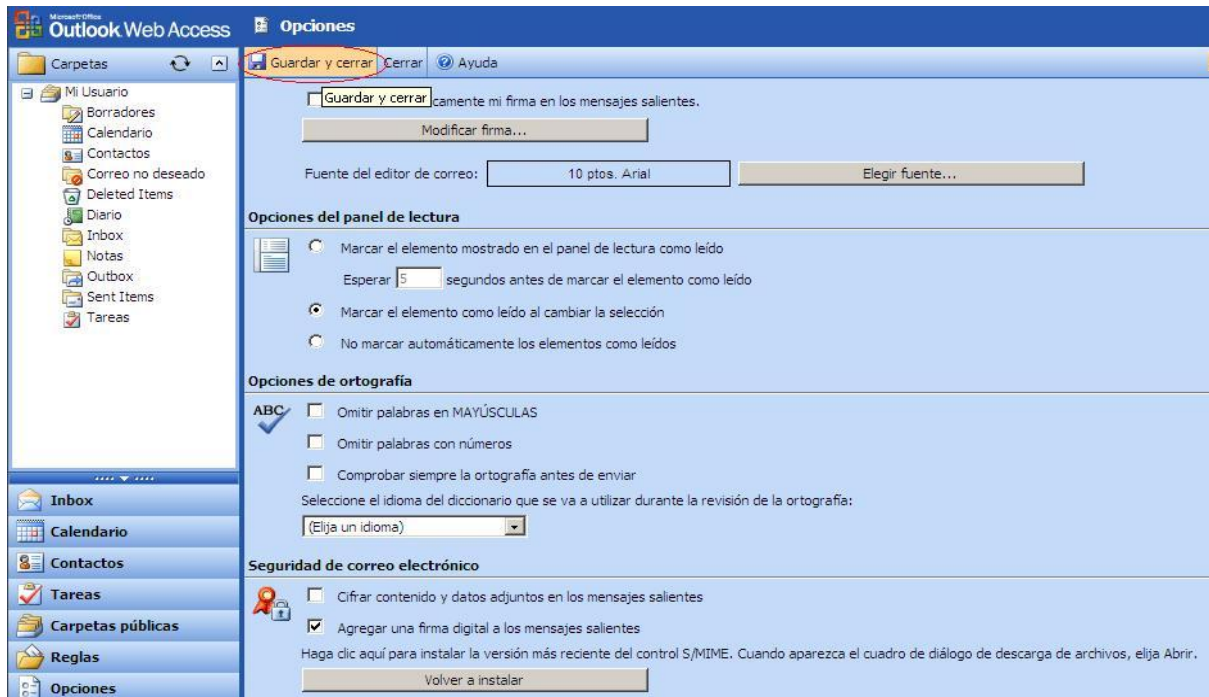 Microsoft Office
Outlook Web Access
Opciones
Carpetas
Guardar y cerrar
Cerrar
Ayuda
Mi Usuario
Borradores
Calendario
Contactos
Correo no deseado
Deleted Items
Diario
Inbox
Notas
Outbox
Sent Items
Tareas
Inbox
Calendario
Contactos
Tareas
Carpetas públicas
Reglas
Opciones
Guardar y cerrar
camente mi firma en los mensajes salientes.
Modificar firma...
Fuente del editor de correo: 10 ptos. Arial Elegir fuente...
Opciones del panel de lectura
Marcar el elemento mostrado en el panel de lectura como leído
Esperar 5 segundos antes de marcar el elemento como leído
Marcar el elemento como leído al cambiar la selección
No marcar automáticamente los elementos como leídos
Opciones de ortografía
ABC
Omitir palabras en MAYÚSCULAS
Omitir palabras con números
Comprobar siempre la ortografía antes de enviar
Seleccione el idioma del diccionario que se va a utilizar durante la revisión de la ortografía:
(Elija un idioma)
Seguridad de correo electrónico
Cifrar contenido y datos adjuntos en los mensajes salientes
Agregar una firma digital a los mensajes salientes
Haga clic aquí para instalar la versión más reciente del control S/MIME. Cuando aparezca el cuadro de diálogo de descarga de archivos, elija Abrir.
Volver a instalar